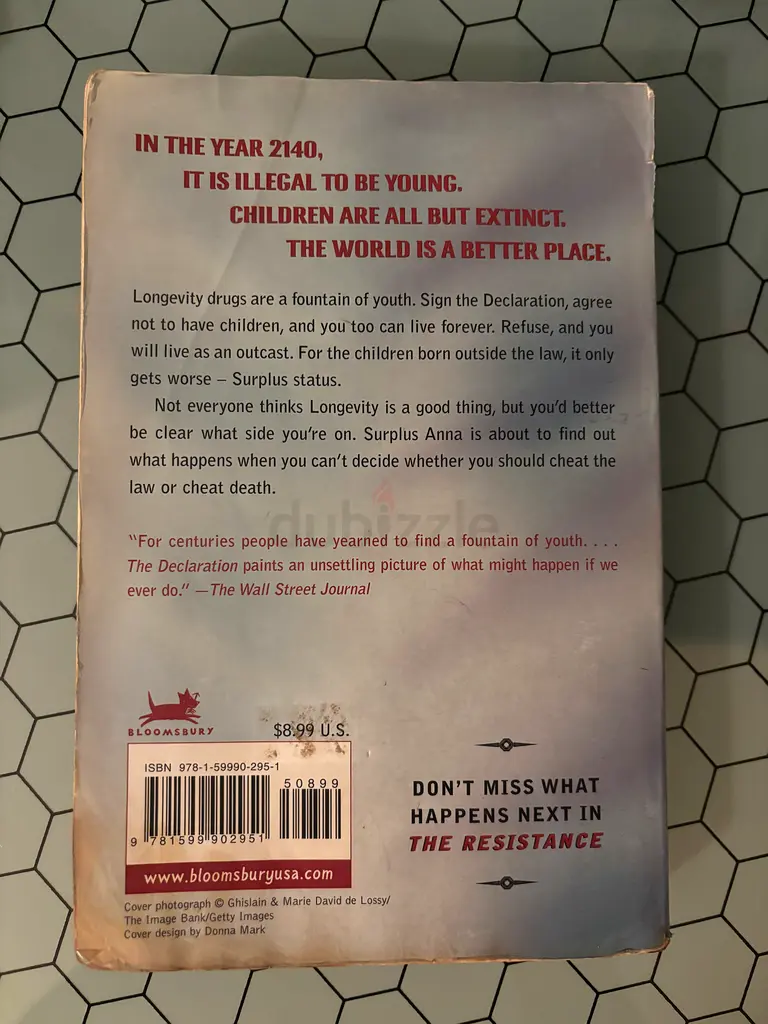 IN THE YEAR 2140,
IT IS ILLEGAL TO BE YOUNG.
CHILDREN ARE ALL BUT EXTINCT.
THE WORLD IS A BETTER PLACE.
Longevity drugs are a fountain of youth. Sign the Declaration, agree
not to have children, and you too can live forever. Refuse, and you
will live as an outcast. For the children born outside the law, it only
gets worse – Surplus status.
Not everyone thinks Longevity is a good thing, but you'd better
be clear what side you're on. Surplus Anna is about to find out
what happens when you can't decide whether you should cheat the
law or cheat death.
dubizzle
"For centuries people have yearned to find a fountain of youth. . . .
The Declaration paints an unsettling picture of what might happen if we
ever do." —The Wall Street Journal
BLOOMSBURY
$8.99 U.S.
ISBN 978-1-59990-295-1
50899
9 781599 902951
www.bloomsburyusa.com
DON'T MISS WHAT
HAPPENS NEXT IN
THE RESISTANCE
Cover photograph © Ghislain & Marie David de Lossy/
The Image Bank/Getty Images
Cover design by Donna Mark